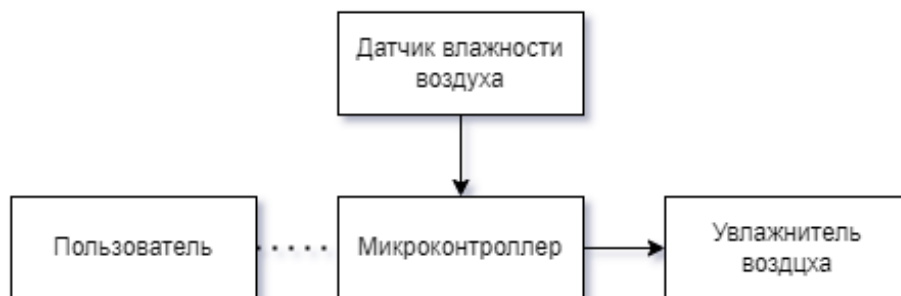 Датчик влажности
воздуха
Пользователь
Микроконтроллер
Увлажнитель
воздцха